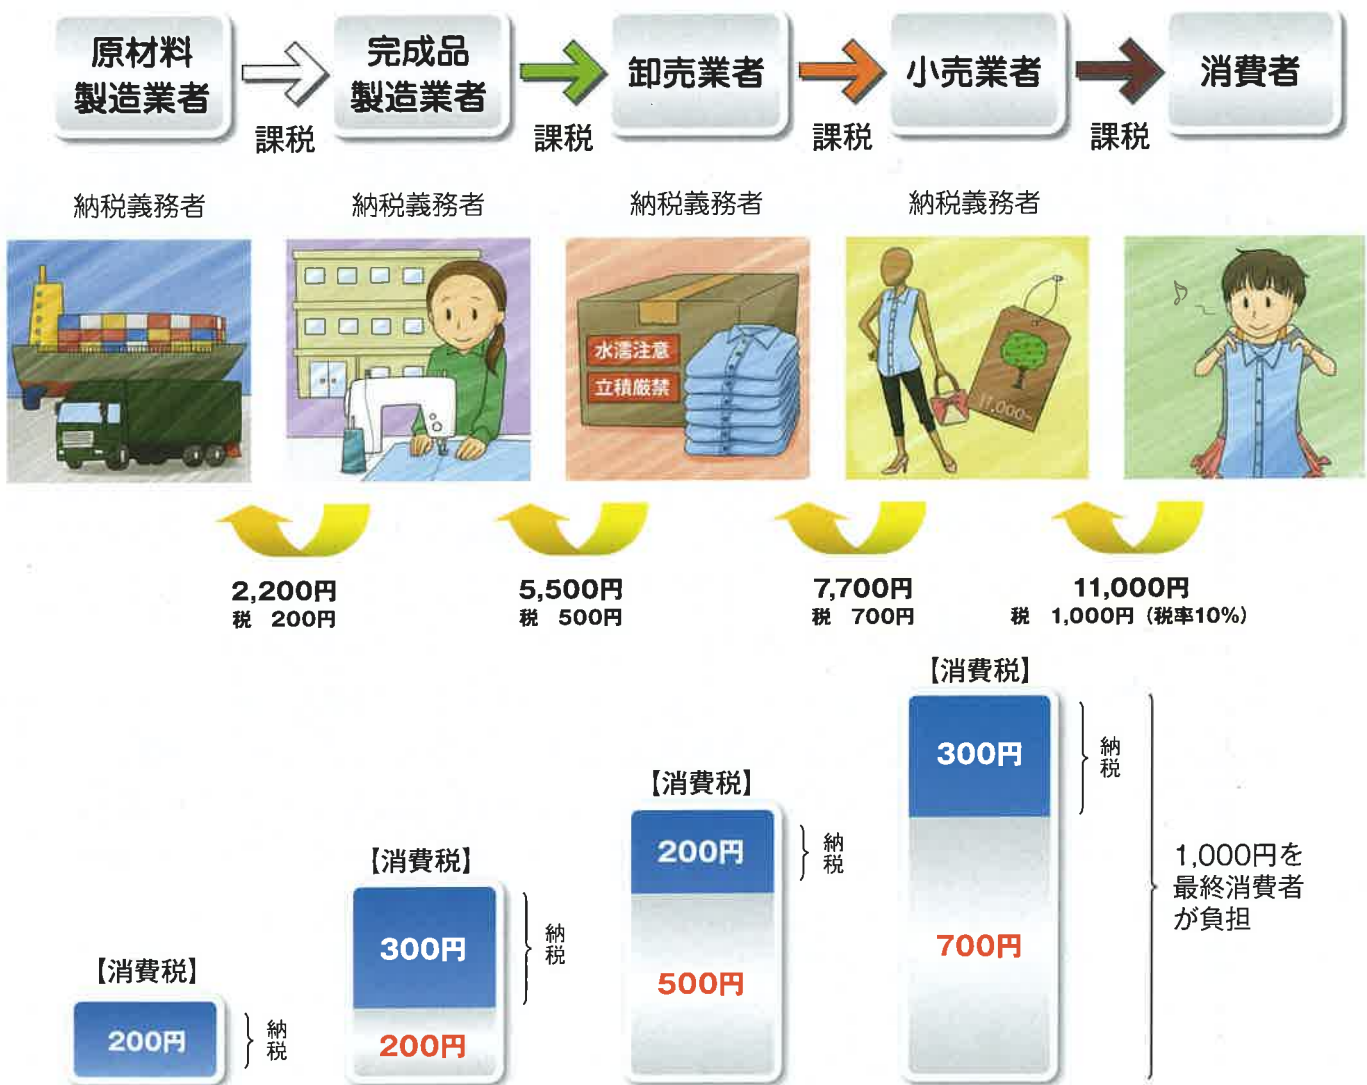 原材料
製造業者
完成品
製造業者
卸売業者
小売業者
消費者
課税
課税
課税
課税
納税義務者
納税義務者
納税義務者
納税義務者
水濡注意
立積厳禁
11,000-
2,200円
税 200円
5,500円
税 500円
7,700円
税 700円
11,000円
税 1,000円(税率10%)
【消費税】
200円
納税
【消費税】
300円
200円
納税
【消費税】
200円
500円
納税
【消費税】
300円
700円
納税
1,000円を
最終消費者
が負担